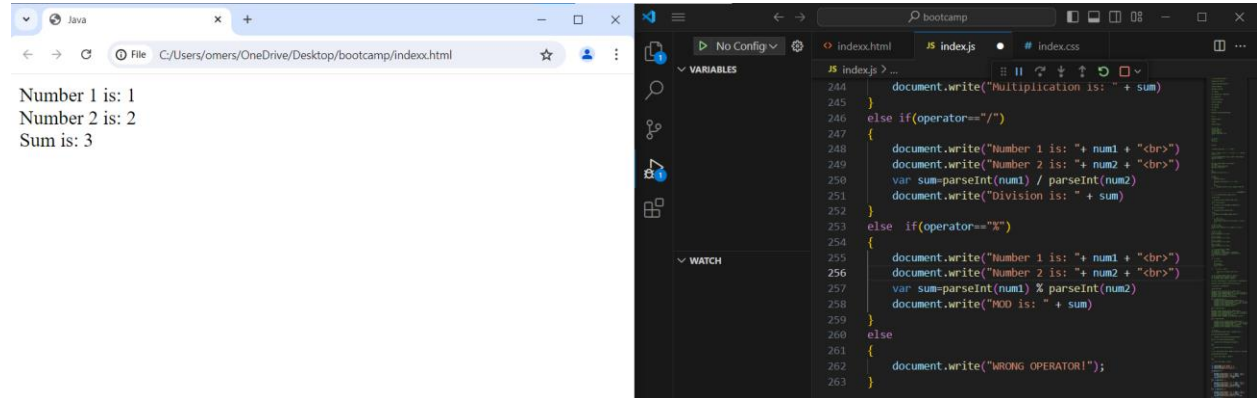 Java
File C:/Users/omers/OneDrive/Desktop/bootcamp/indexx.html
Number 1 is: 1
Number 2 is: 2
Sum is: 3
bootcamp
No Config
indexx.html JS index.js # index.css
VARIABLES
WATCH
JS index.js > ...
244 document.write("Multiplication is: " + sum)
245 }
246 else if(operator=="/")
247 {
248 document.write("Number 1 is: "+ num1 + "<br>")
249 document.write("Number 2 is: "+ num2 + "<br>")
250 var sum=parseInt(num1) / parseInt(num2)
251 document.write("Division is: " + sum)
252 }
253 else  if(operator=="%")
254 {
255 document.write("Number 1 is: "+ num1 + "<br>")
256 document.write("Number 2 is: "+ num2 + "<br>")
257 var sum=parseInt(num1) % parseInt(num2)
258 document.write("MOD is: " + sum)
259 }
260 else
261 {
262 document.write("WRONG OPERATOR!");
263 }